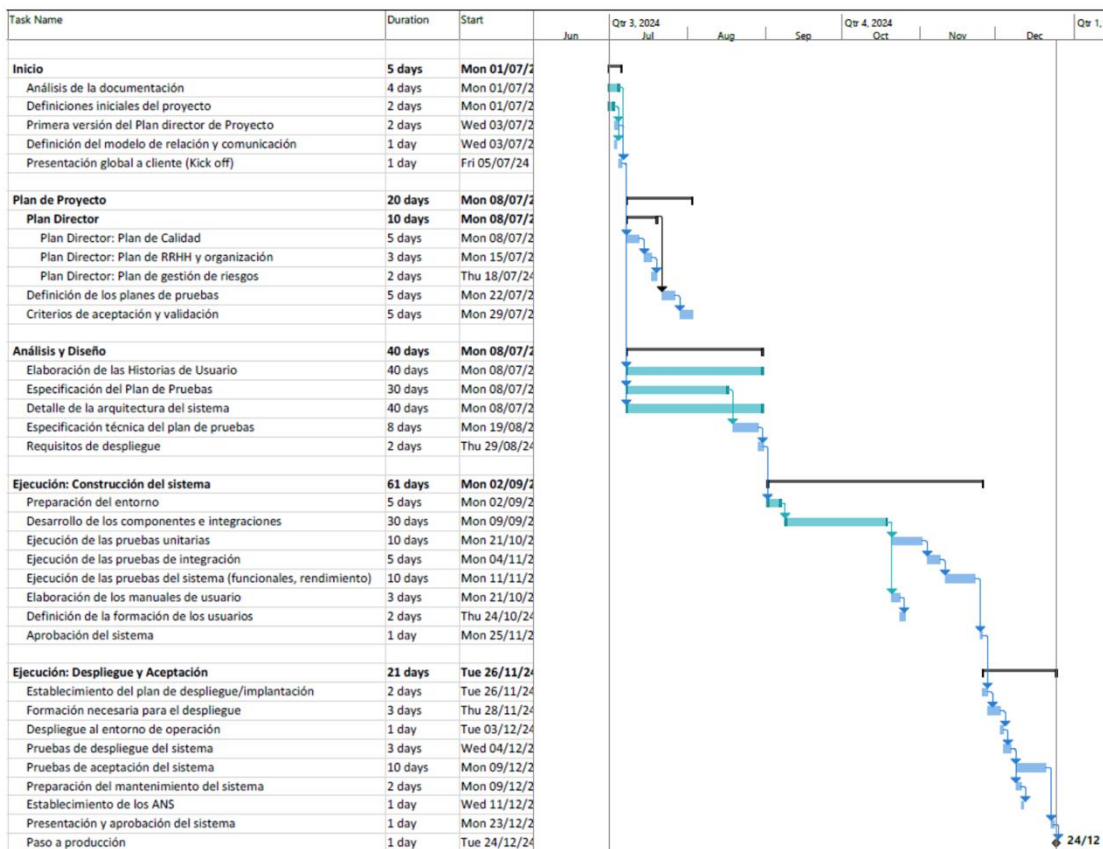 Task Name Duration Start Qtr 3, 2024 Qtr 4, 2024 Qtr 1,
Jun Jul Aug Sep Oct Nov Dec
Inicio 5 days Mon 01/07/2
Análisis de la documentación 4 days Mon 01/07/2
Definiciones iniciales del proyecto 2 days Mon 01/07/2
Primera versión del Plan director de Proyecto 2 days Wed 03/07/2
Definición del modelo de relación y comunicación 1 day Wed 03/07/2
Presentación global a cliente (Kick off) 1 day Fri 05/07/24
Plan de Proyecto 20 days Mon 08/07/2
Plan Director 10 days Mon 08/07/2
Plan Director: Plan de Calidad 5 days Mon 08/07/2
Plan Director: Plan de RRHH y organización 3 days Mon 15/07/2
Plan Director: Plan de gestión de riesgos 2 days Thu 18/07/24
Definición de los planes de pruebas 5 days Mon 22/07/2
Criterios de aceptación y validación 5 days Mon 29/07/2
Análisis y Diseño 40 days Mon 08/07/2
Elaboración de las Historias de Usuario 40 days Mon 08/07/2
Especificación del Plan de Pruebas 30 days Mon 08/07/2
Detalle de la arquitectura del sistema 40 days Mon 08/07/2
Especificación técnica del plan de pruebas 8 days Mon 19/08/2
Requisitos de despliegue 2 days Thu 29/08/24
Ejecución: Construcción del sistema 61 days Mon 02/09/2
Preparación del entorno 5 days Mon 02/09/2
Desarrollo de los componentes e integraciones 30 days Mon 09/09/2
Ejecución de las pruebas unitarias 10 days Mon 21/10/2
Ejecución de las pruebas de integración 5 days Mon 04/11/2
Ejecución de las pruebas del sistema (funcionales, rendimiento) 10 days Mon 11/11/2
Elaboración de los manuales de usuario 3 days Mon 21/10/2
Definición de la formación de los usuarios 2 days Thu 24/10/24
Aprobación del sistema 1 day Mon 25/11/2
Ejecución: Despliegue y Aceptación 21 days Tue 26/11/24
Establecimiento del plan de despliegue/implantación 2 days Tue 26/11/24
Formación necesaria para el despliegue 3 days Thu 28/11/24
Despliegue al entorno de operación 1 day Tue 03/12/24
Pruebas de despliegue del sistema 3 days Wed 04/12/2
Pruebas de aceptación del sistema 10 days Mon 09/12/2
Preparación del mantenimiento del sistema 2 days Mon 09/12/2
Establecimiento de los ANS 1 day Wed 11/12/2
Presentación y aprobación del sistema 1 day Mon 23/12/2
Paso a producción 1 day Tue 24/12/24 24/12